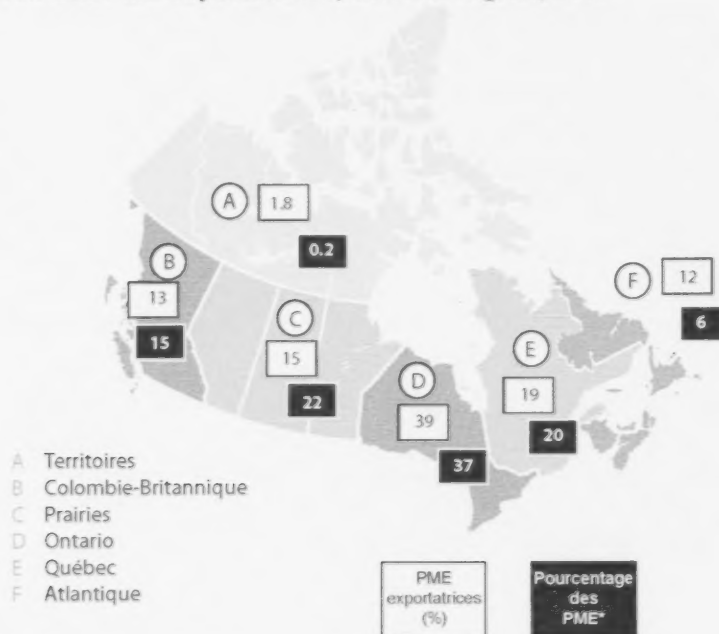 A 1.8
0.2
B
13
15
C
15
22
D
39
37
E
19
20
F 12
6
A Territoires
B Colombie-Britannique
C Prairies
D Ontario
E Québec
F Atlantique
PME
exportatrices
(%)
Pourcentage
des
PME*